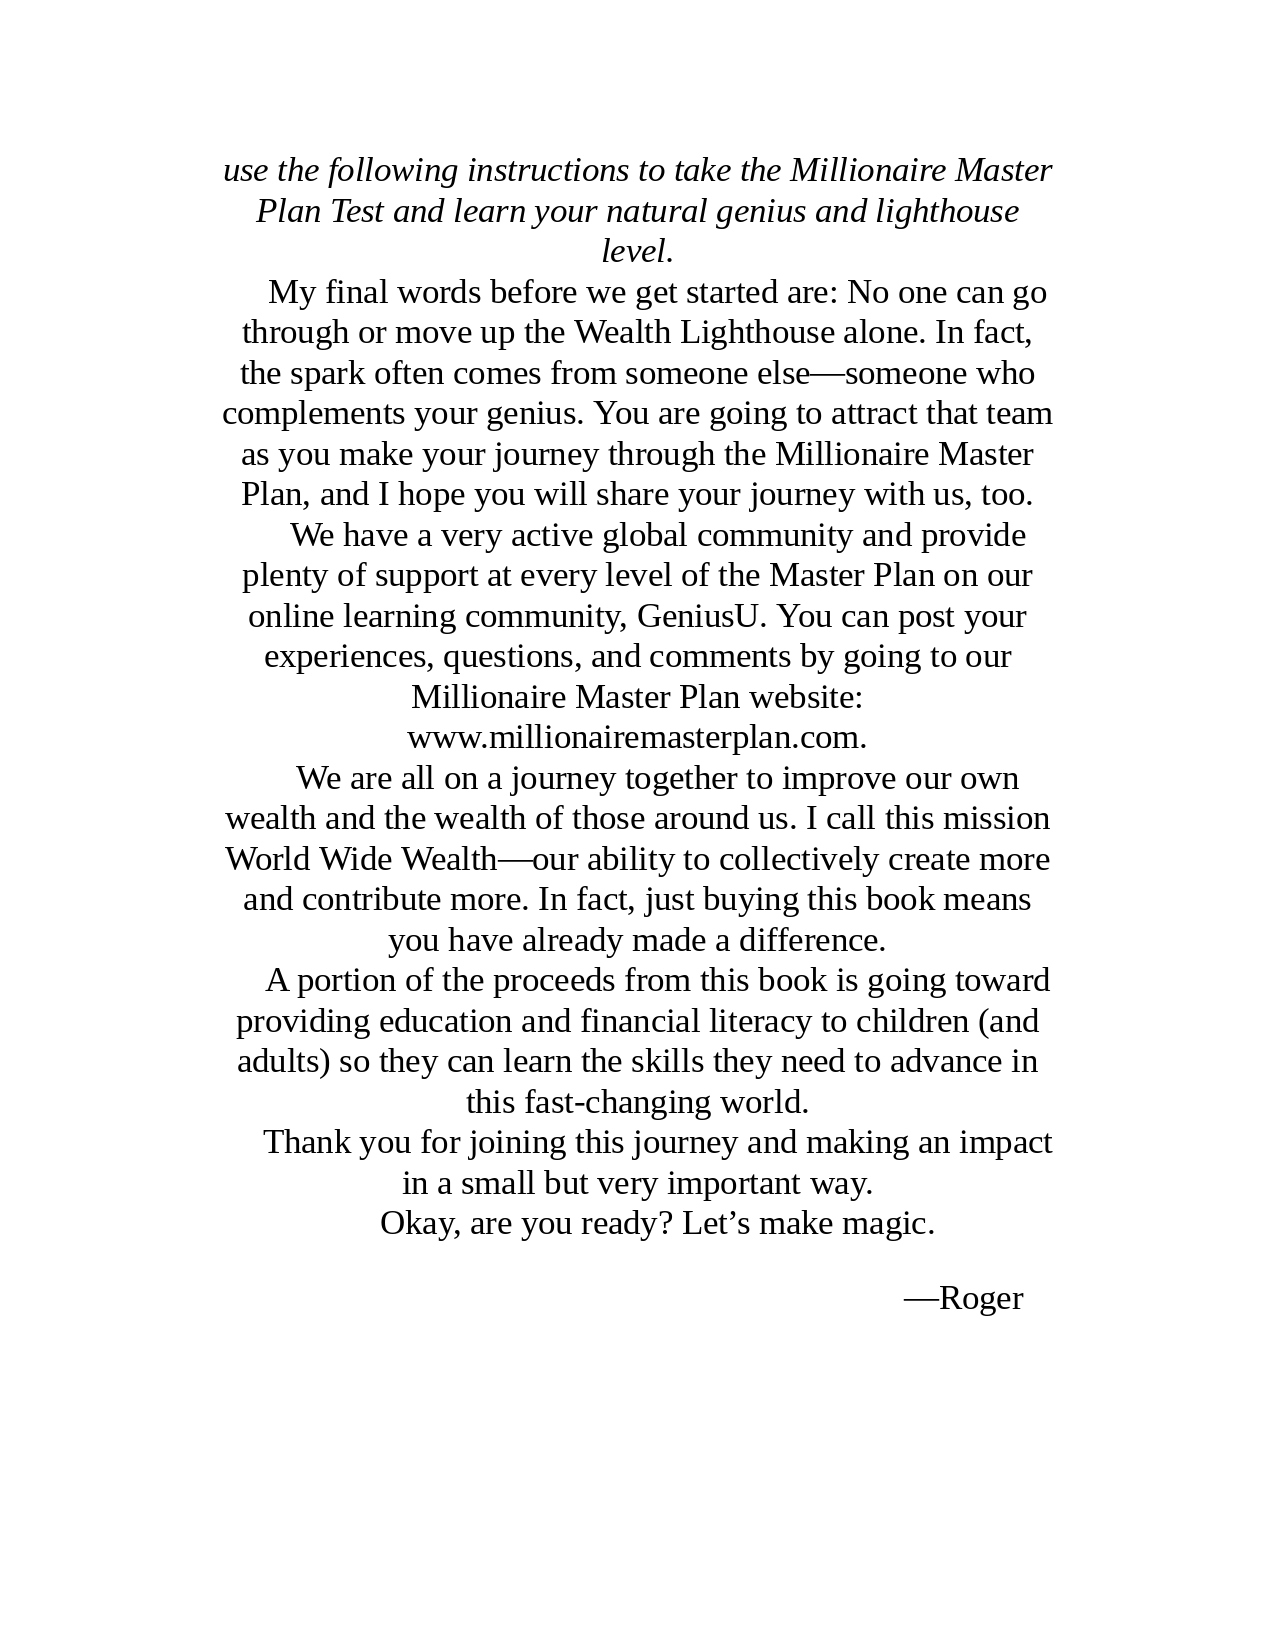 use the following instructions to take the Millionaire Master
Plan Test and learn your natural genius and lighthouse
level.
My final words before we get started are: No one can go
through or move up the Wealth Lighthouse alone. In fact,
the spark often comes from someone else—someone who
complements your genius. You are going to attract that team
as you make your journey through the Millionaire Master
Plan, and I hope you will share your journey with us, too.
We have a very active global community and provide
plenty of support at every level of the Master Plan on our
online learning community, GeniusU. You can post your
experiences, questions, and comments by going to our
Millionaire Master Plan website:
www.millionairemasterplan.com.
We are all on a journey together to improve our own
wealth and the wealth of those around us. I call this mission
World Wide Wealth—our ability to collectively create more
and contribute more. In fact, just buying this book means
you have already made a difference.
A portion of the proceeds from this book is going toward
providing education and financial literacy to children (and
adults) so they can learn the skills they need to advance in
this fast-changing world.
Thank you for joining this journey and making an impact
in a small but very important way.
Okay, are you ready? Let’s make magic.
—Roger